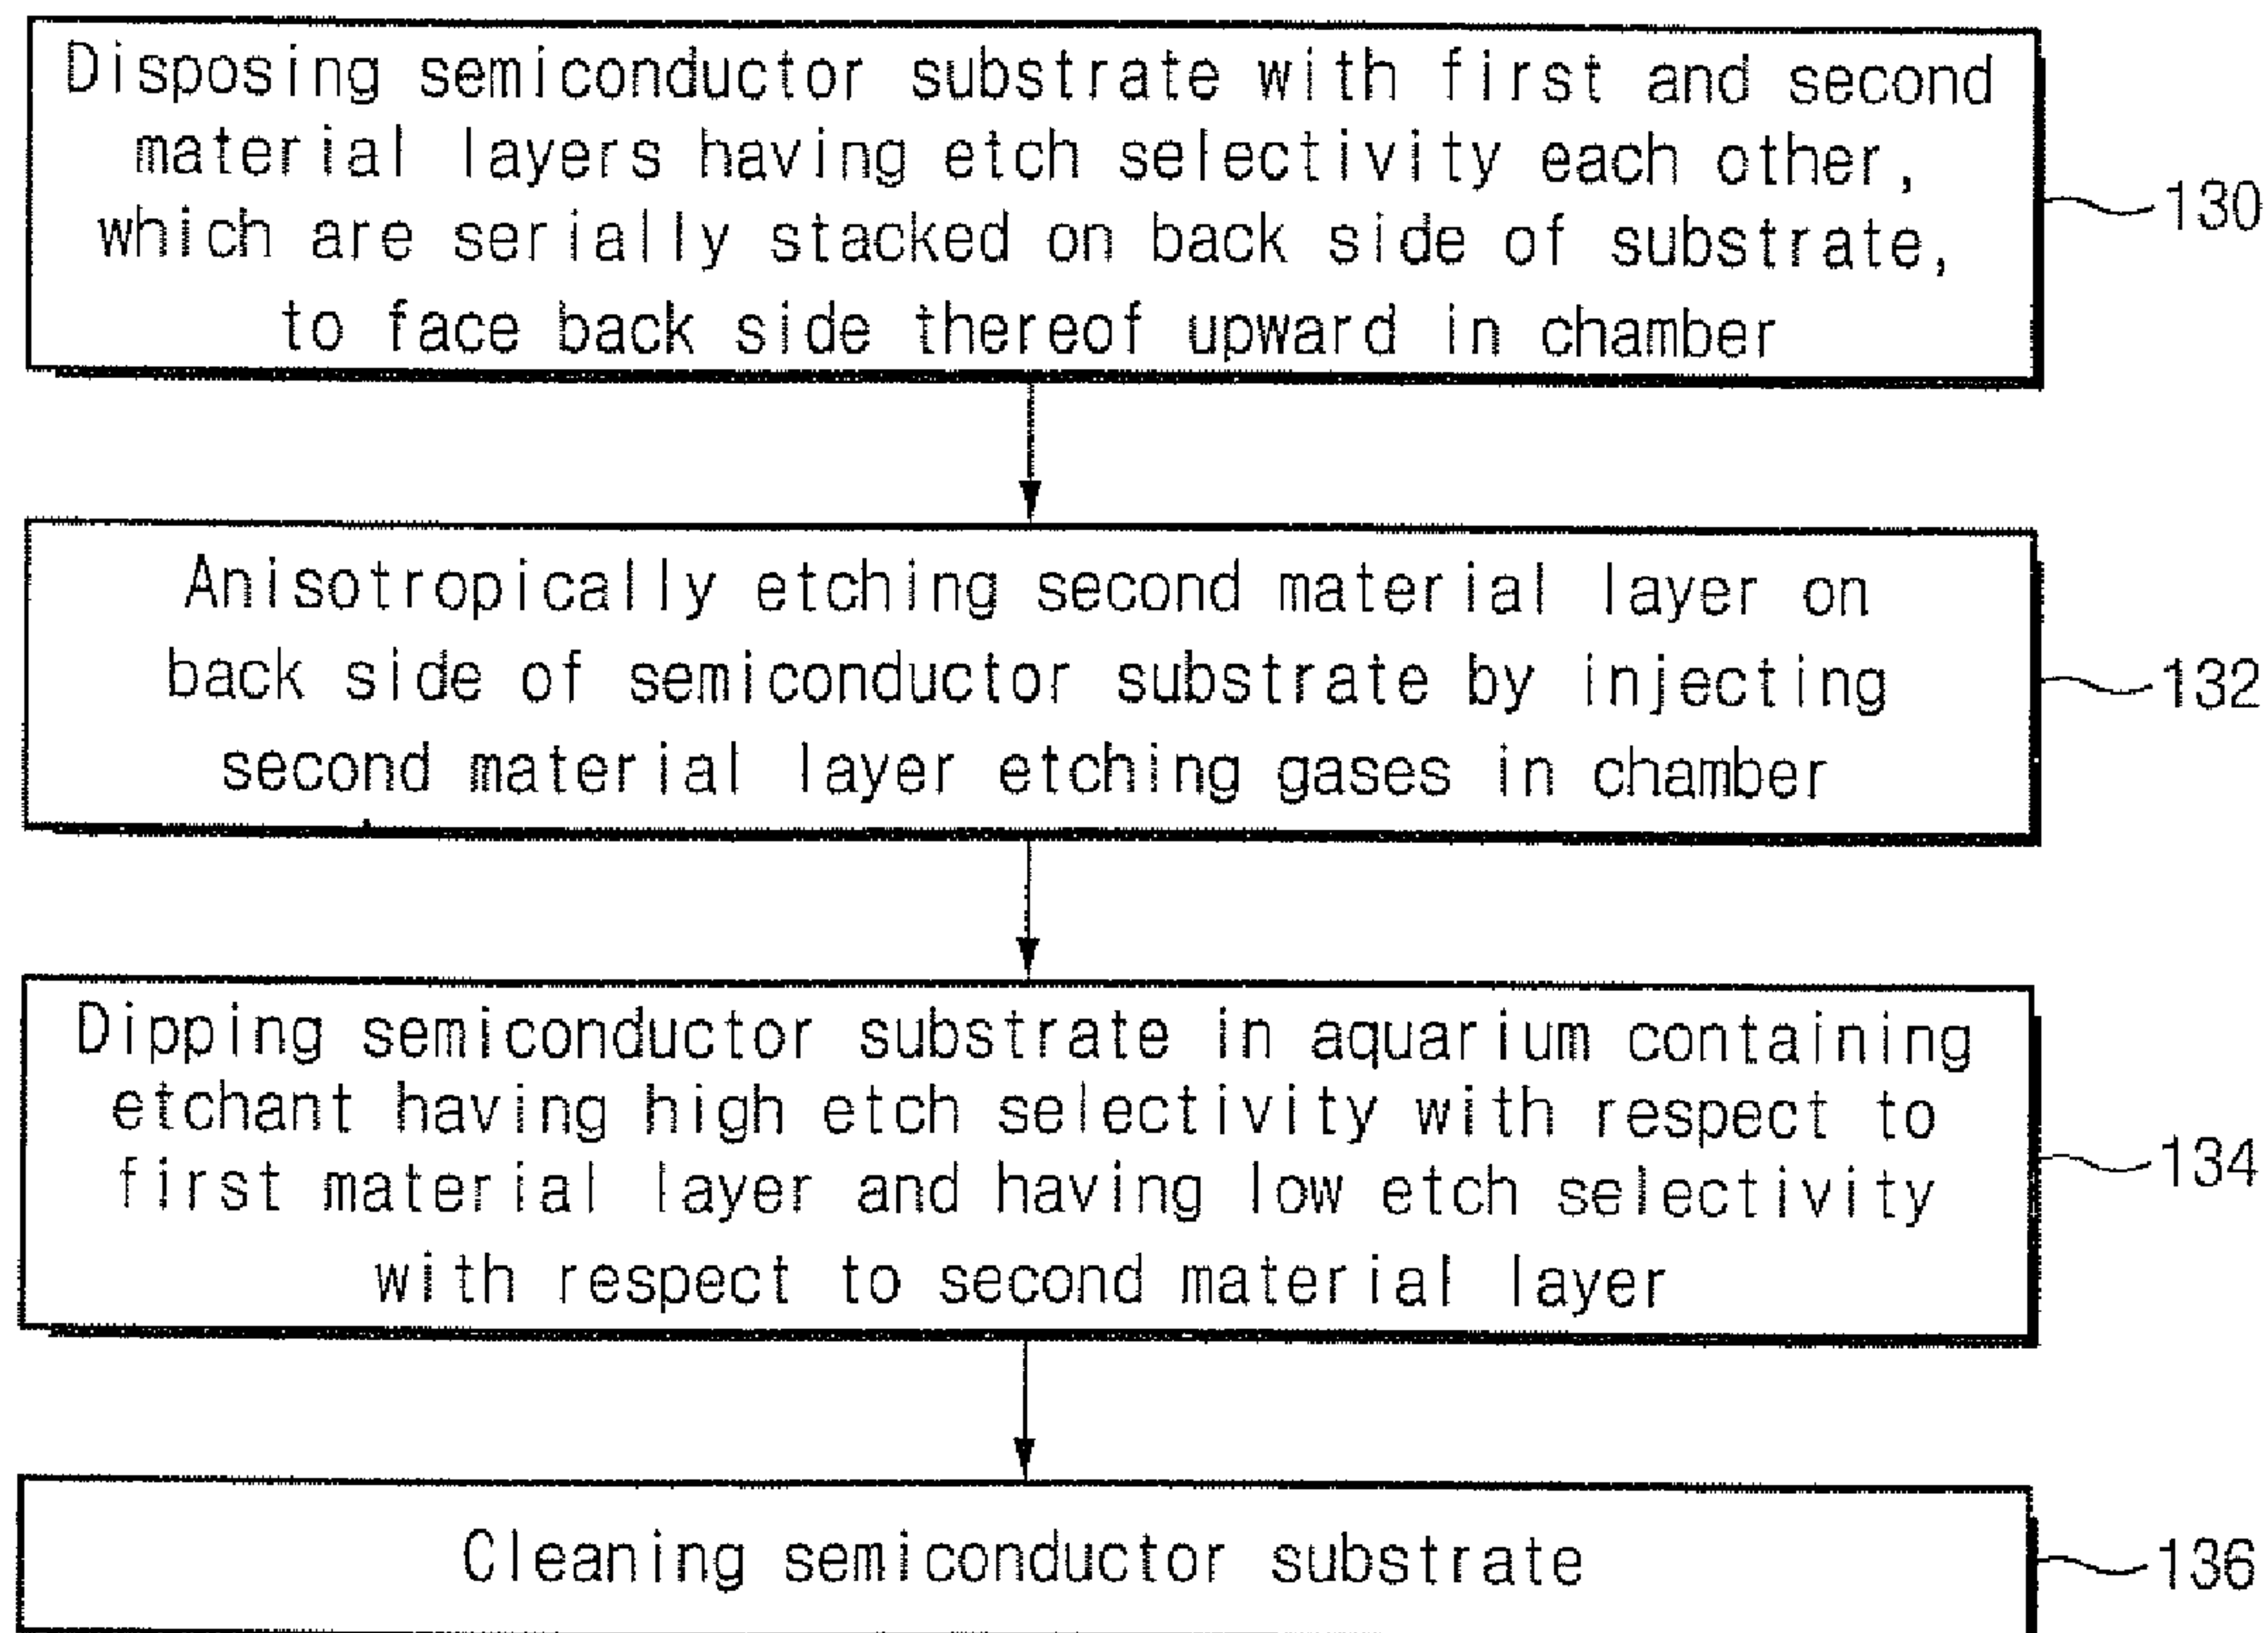 Disposing semiconductor substrate with first and second
material layers having etch selectivity each other,
which are serially stacked on back side of substrate,
to face back side thereof upward in chamber
130
Anisotropically etching second material layer on
back side of semiconductor substrate by injecting
second material layer etching gases in chamber
132
Dipping semiconductor substrate in aquarium containing
etchant having high etch selectivity with respect to
first material layer and having low etch selectivity
with respect to second material layer
134
Cleaning semiconductor substrate
136